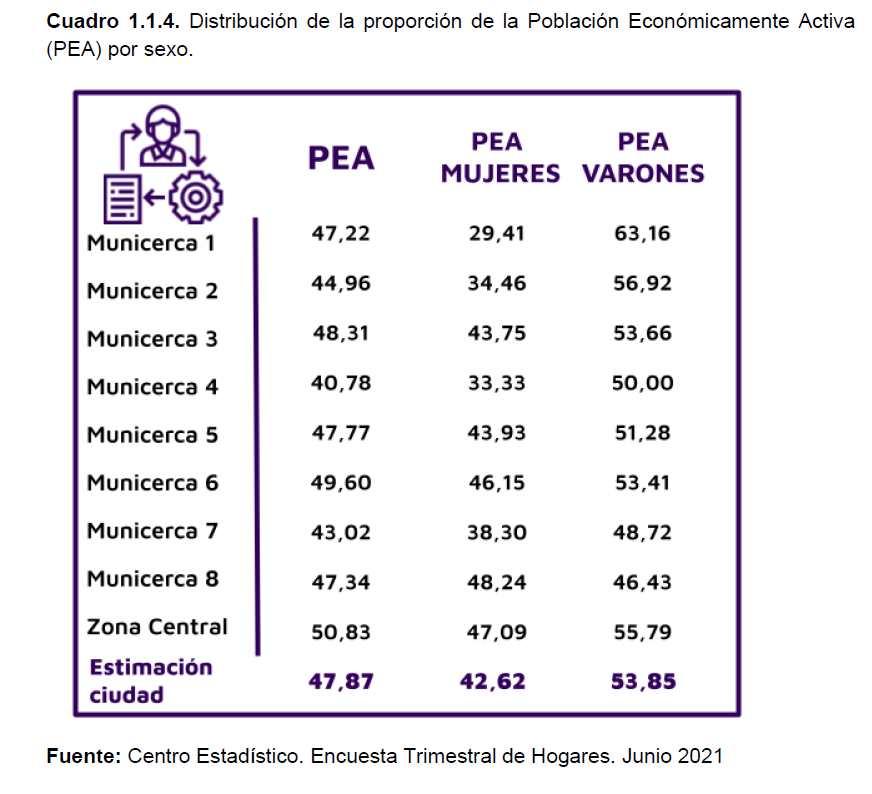 Cuadro 1.1.4. Distribución de la proporción de la Población Económicamente Activa
(PEA) por sexo.
PEA PEA MUJERES PEA VARONES
Municerca 1 47,22 29,41 63,16
Municerca 2 44,96 34,46 56,92
Municerca 3 48,31 43,75 53,66
Municerca 4 40,78 33,33 50,00
Municerca 5 47,77 43,93 51,28
Municerca 6 49,60 46,15 53,41
Municerca 7 43,02 38,30 48,72
Municerca 8 47,34 48,24 46,43
Zona Central 50,83 47,09 55,79
Estimación ciudad 47,87 42,62 53,85
Fuente: Centro Estadístico. Encuesta Trimestral de Hogares. Junio 2021